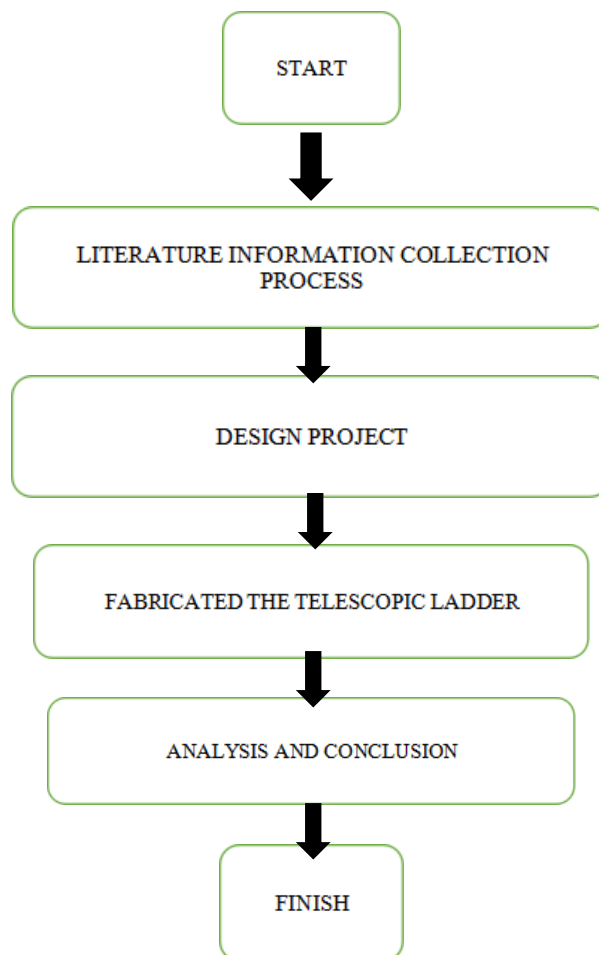 START
LITERATURE INFORMATION COLLECTION
PROCESS
DESIGN PROJECT
FABRICATED THE TELESCOPIC LADDER
ANALYSIS AND CONCLUSION
FINISH